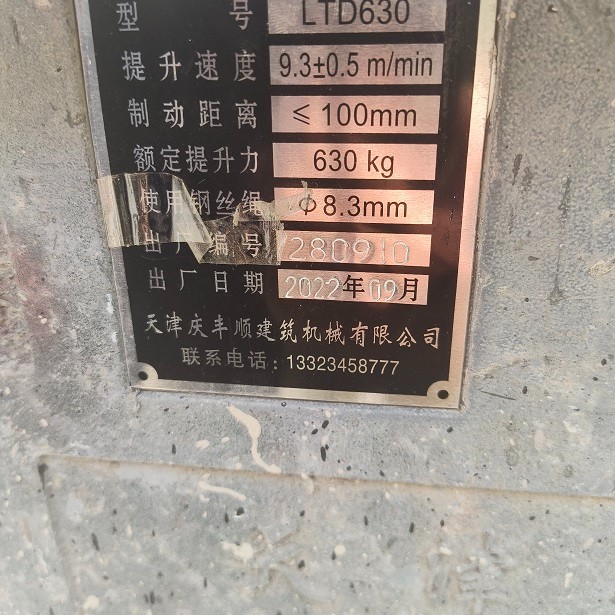 型 号 LTD630
提升速度 9.3±0.5 m/min
制动距离 ≤ 100mm
额定提升力 630 kg
使用钢丝绳 Φ 8.3mm
出厂编号 280910
出厂日期 2022年09月
天津庆丰顺建筑机械有限公司
联系电话：13323458777